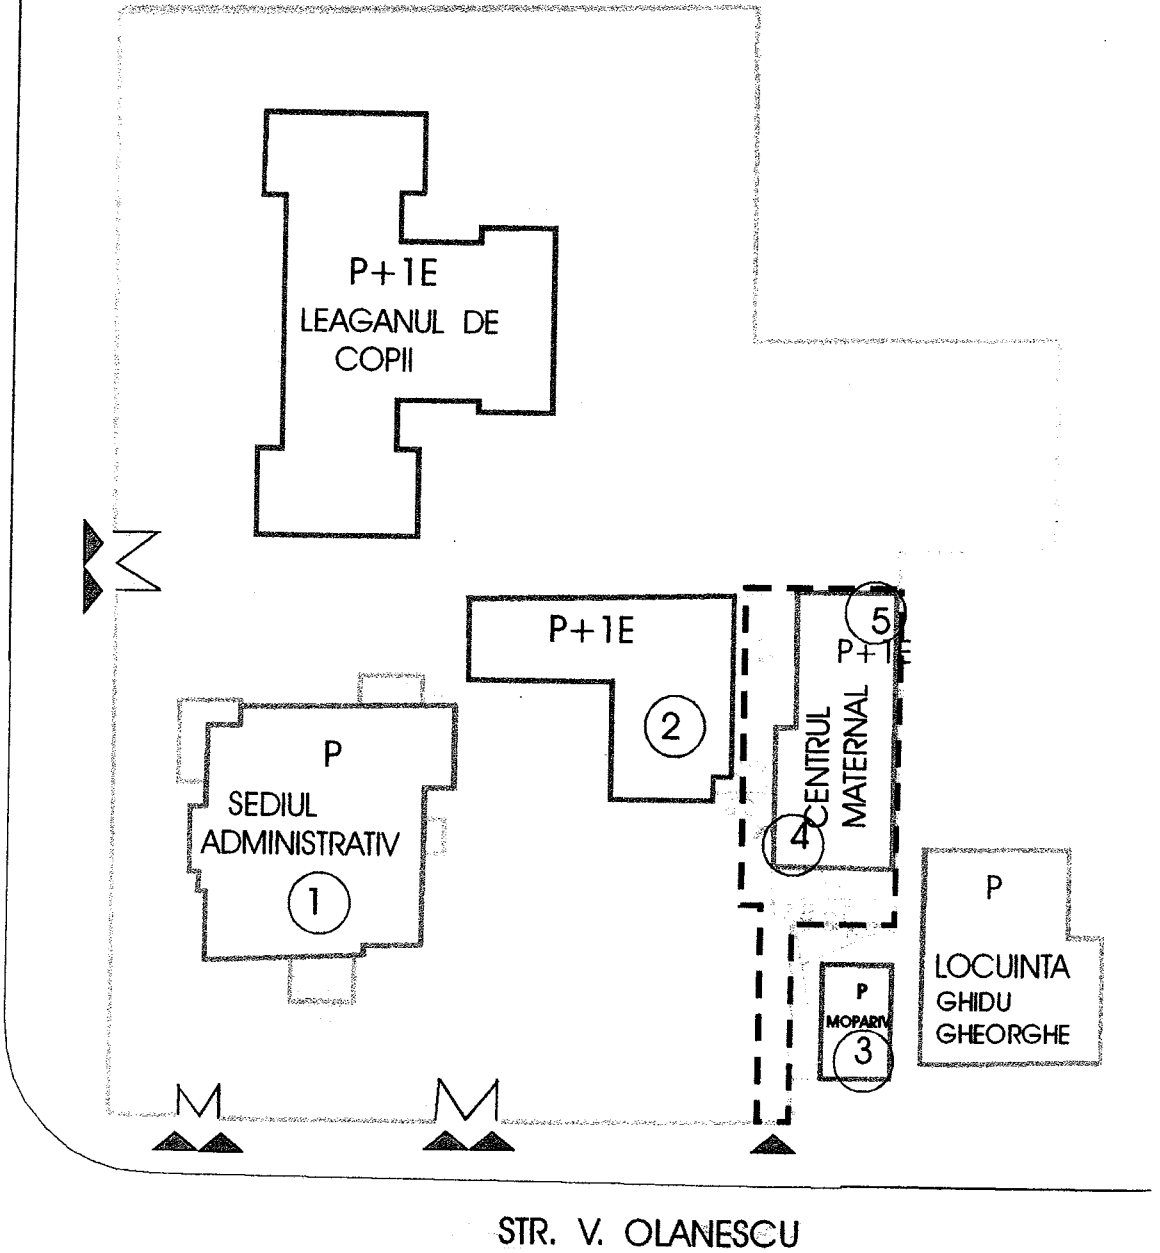 P+1E
LEAGANUL DE
COPII
P+1E
2
P
SEDIUL
ADMINISTRATIV
1
5
P+1E
CENTRUL
MATERNAL
4
P
MOPARIV
3
P
LOCUINTA
GHIDU
GHEORGHE
STR. V. OLANESCU